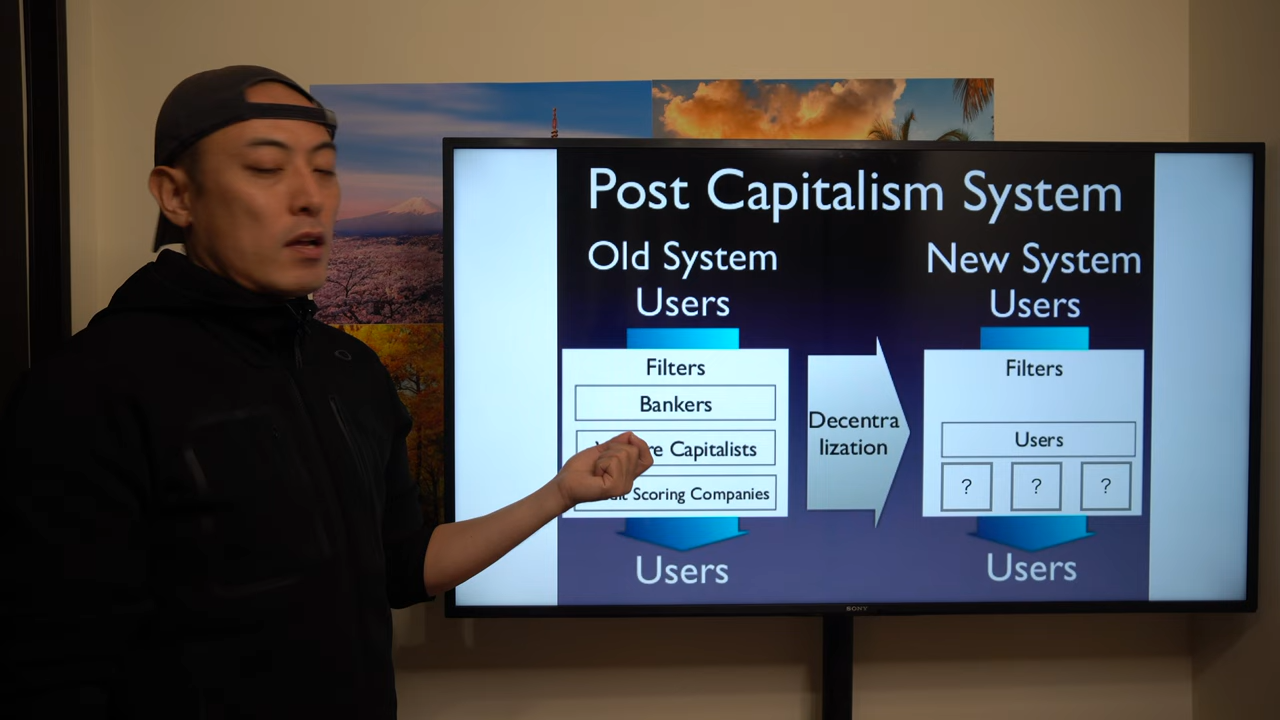 Post Capitalism System
Old System
New System
Users
Users
Filters
Filters
Bankers
Capitalists
Scoring Companies
Decentra
lization
Users
? ? ?
Users
Users
SONY